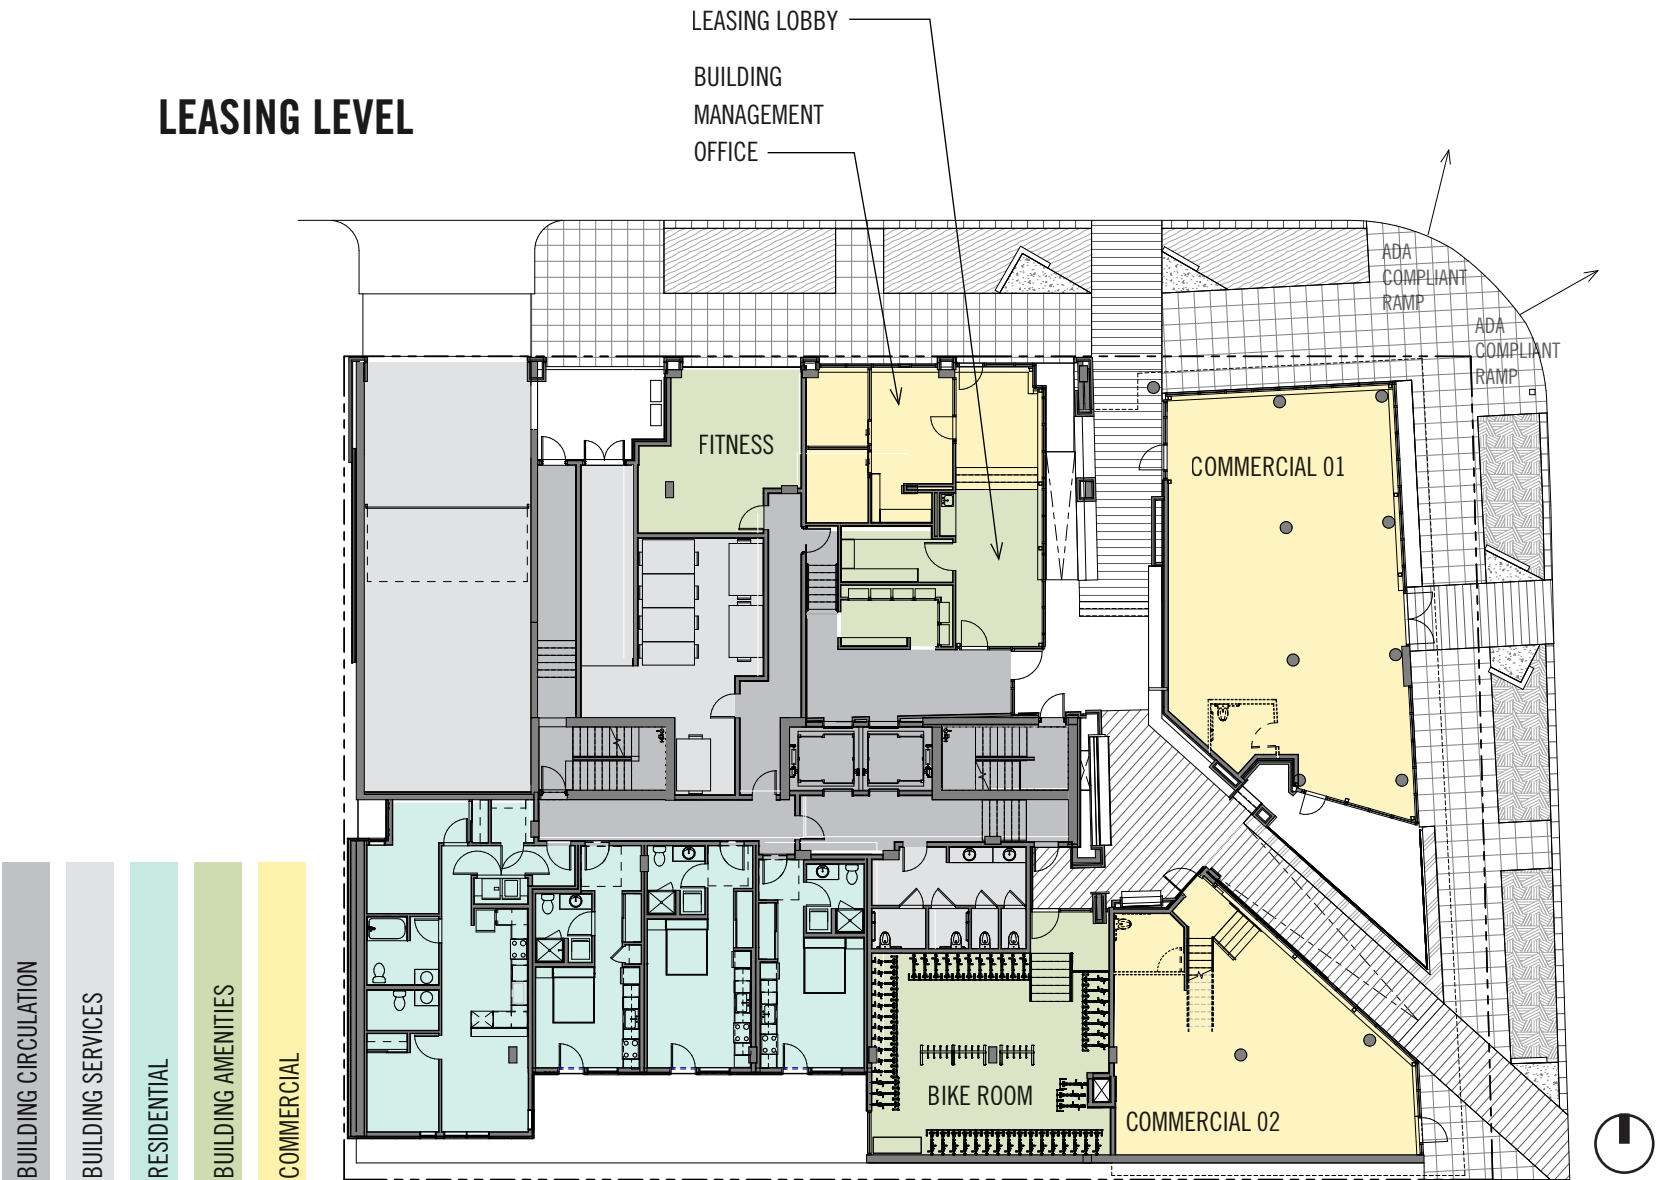 LEASING LOBBY
BUILDING
MANAGEMENT
OFFICE
LEASING LEVEL
ADA
COMPLIANT
RAMP
ADA
COMPLIANT
RAMP
FITNESS
COMMERCIAL 01
BIKE ROOM
COMMERCIAL 02
BUILDING CIRCULATION
BUILDING SERVICES
RESIDENTIAL
BUILDING AMENITIES
COMMERCIAL